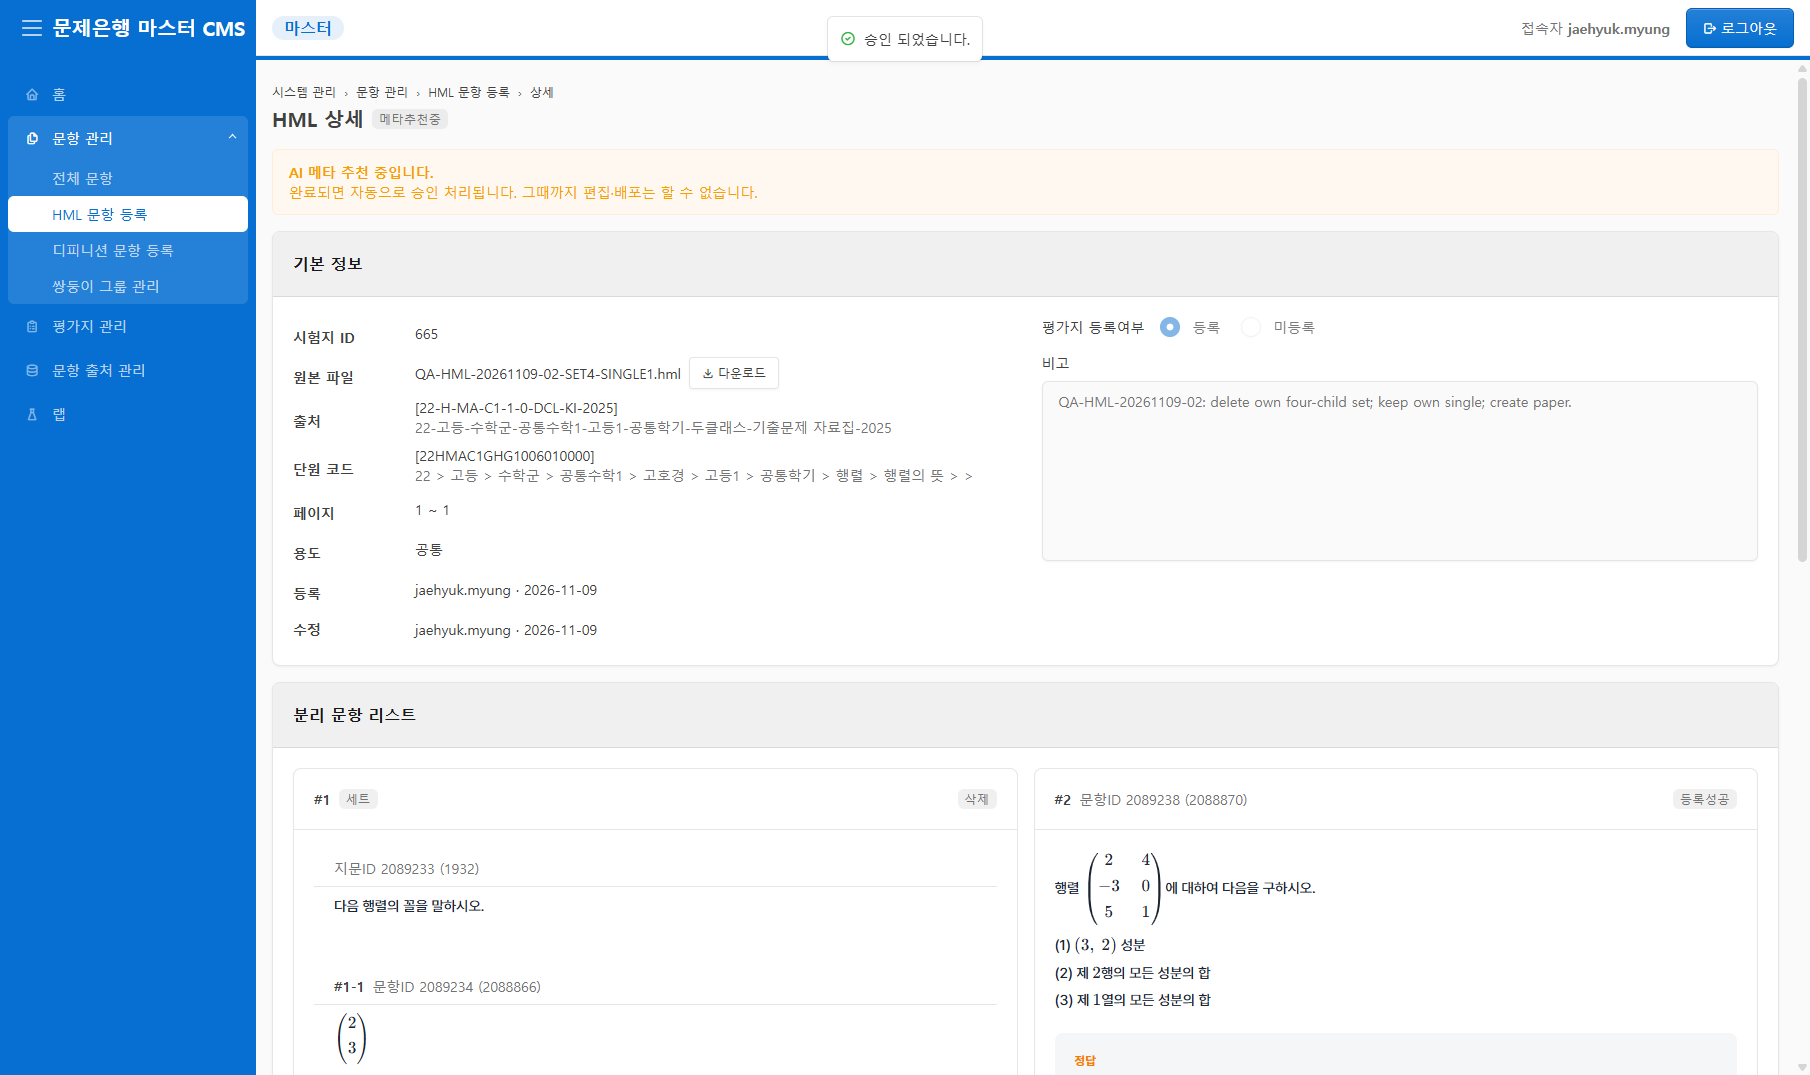 문제은행 마스터 CMS
홈
문항 관리
전체 문항
HML 문항 등록
디피니션 문항 등록
쌍둥이 그룹 관리
평가지 관리
문항 출처 관리
랩
마스터
승인 되었습니다.
접속자 jaehyuk.myung
로그아웃
시스템 관리 › 문항 관리 › HML 문항 등록 › 상세
HML 상세 메타추천중
AI 메타 추천 중입니다.
완료되면 자동으로 승인 처리됩니다. 그때까지 편집·배포는 할 수 없습니다.
기본 정보
시험지 ID 665
원본 파일 QA-HML-20261109-02-SET4-SINGLE1.hml 다운로드
출처 [22-H-MA-C1-1-0-DCL-KI-2025]
22-고등-수학군-공통수학1-고등1-공통학기-두클래스-기출문제 자료집-2025
단원 코드 [22HMAC1GHG1006010000]
22 > 고등 > 수학군 > 공통수학1 > 고호경 > 고등1 > 공통학기 > 행렬 > 행렬의 뜻 > >
페이지 1 ~ 1
용도 공통
등록 jaehyuk.myung · 2026-11-09
수정 jaehyuk.myung · 2026-11-09
평가지 등록여부 등록 미등록
비고
QA-HML-20261109-02: delete own four-child set; keep own single; create paper.
분리 문항 리스트
#1 세트 삭제
지문ID 2089233 (1932)
다음 행렬의 꼴을 말하시오.
#1-1 문항ID 2089234 (2088866)
2
3
#2 문항ID 2089238 (2088870) 등록성공
2 4
행렬 −3 0 에 대하여 다음을 구하시오.
5 1
(1) (3, 2) 성분
(2) 제 2행의 모든 성분의 합
(3) 제 1열의 모든 성분의 합
정답